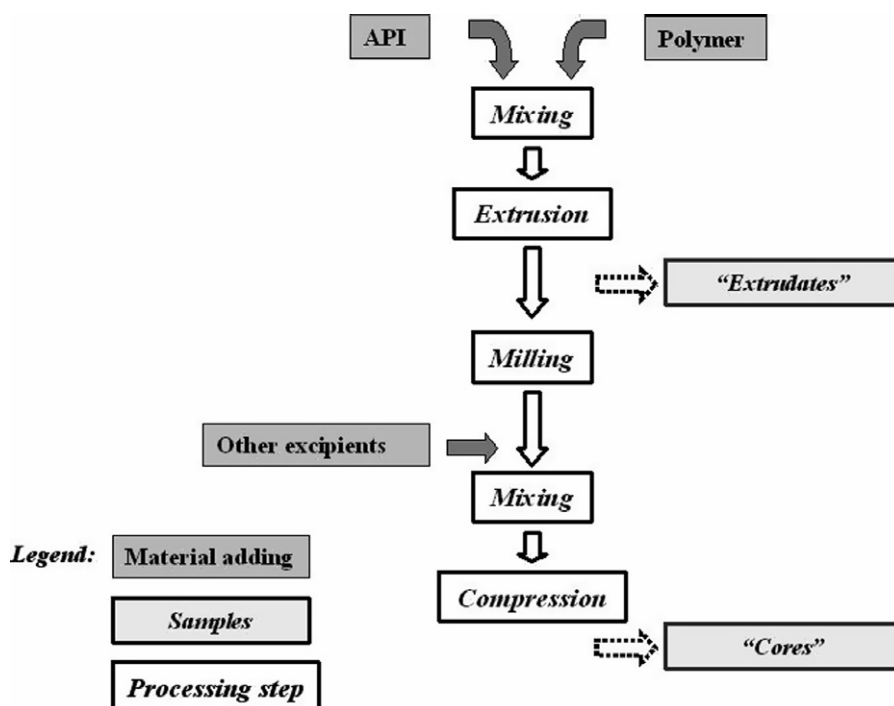 API
Polymer
Mixing
Extrusion
“Extrudates”
Milling
Other excipients
Mixing
Legend:
Material adding
Compression
Samples
“Cores”
Processing step